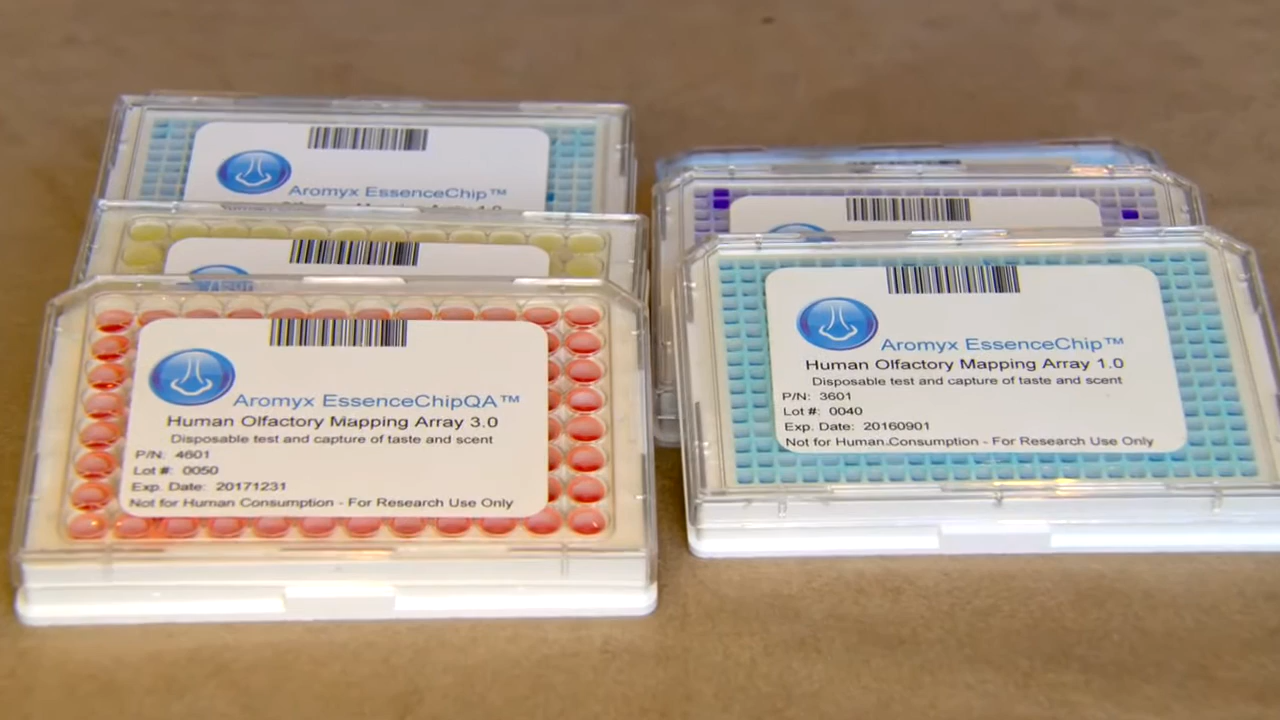 Aromyx EssenceChip™
Aromyx EssenceChipQA™
Human Olfactory Mapping Array 3.0
Disposable test and capture of taste and scent
P/N: 4601
Lot #: 0050
Exp. Date: 20171231
Not for Human Consumption - For Research Use Only
Aromyx EssenceChip™
Human Olfactory Mapping Array 1.0
Disposable test and capture of taste and scent
P/N: 3601
Lot #: 0040
Exp. Date: 20160901
Not for Human Consumption - For Research Use Only